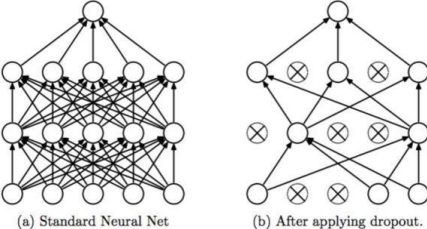 (a) Standard Neural Net
(b) After applying dropout.